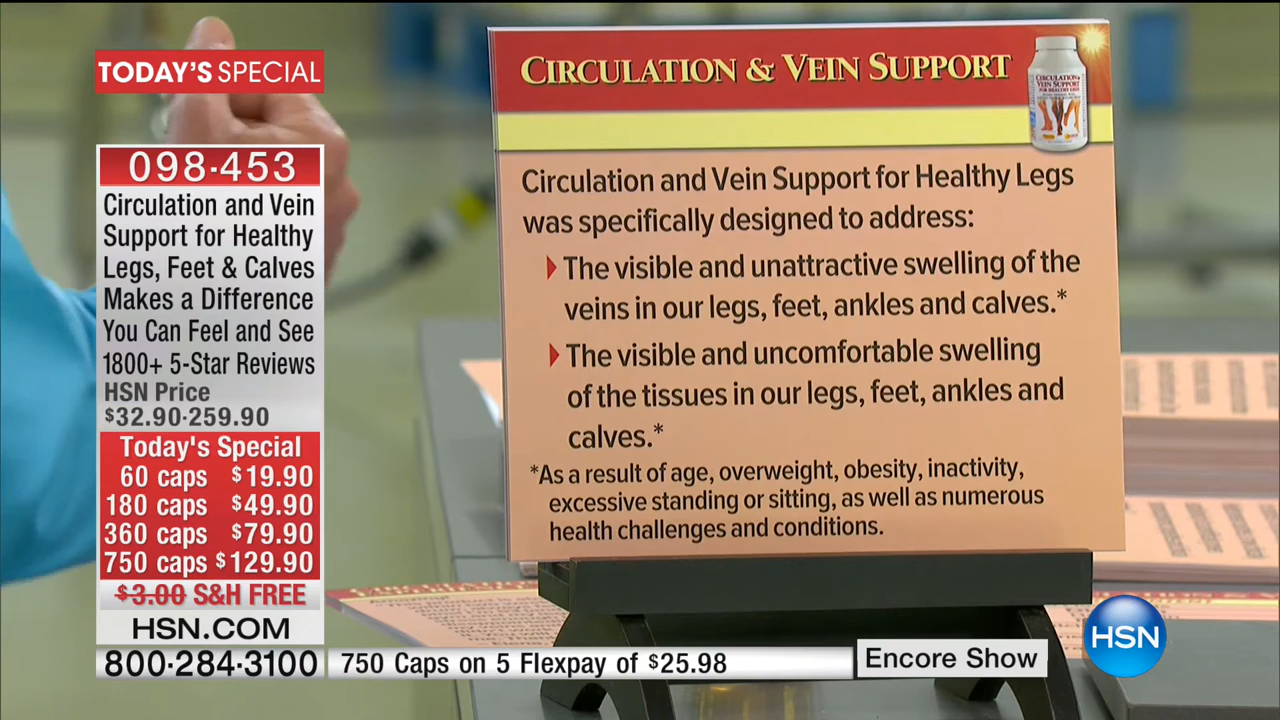 TODAY'S SPECIAL
098-453
Circulation and Vein
Support for Healthy
Legs, Feet & Calves
Makes a Difference
You Can Feel and See
1800+ 5-Star Reviews
HSN Price
$32.90-259.90
Today's Special
60 caps $19.90
180 caps $49.90
360 caps $79.90
750 caps $129.90
$3.00 S&H FREE
HSN.COM
800-284-3100
750 Caps on 5 Flexpay of $25.98
Encore Show
HSN
CIRCULATION & VEIN SUPPORT
CIRCULATION &
VEIN SUPPORT
FOR HEALTHY LEGS
Circulation and Vein Support for Healthy Legs
was specifically designed to address:
The visible and unattractive swelling of the
veins in our legs, feet, ankles and calves.*
The visible and uncomfortable swelling
of the tissues in our legs, feet, ankles and
calves.*
*As a result of age, overweight, obesity, inactivity,
excessive standing or sitting, as well as numerous
health challenges and conditions.